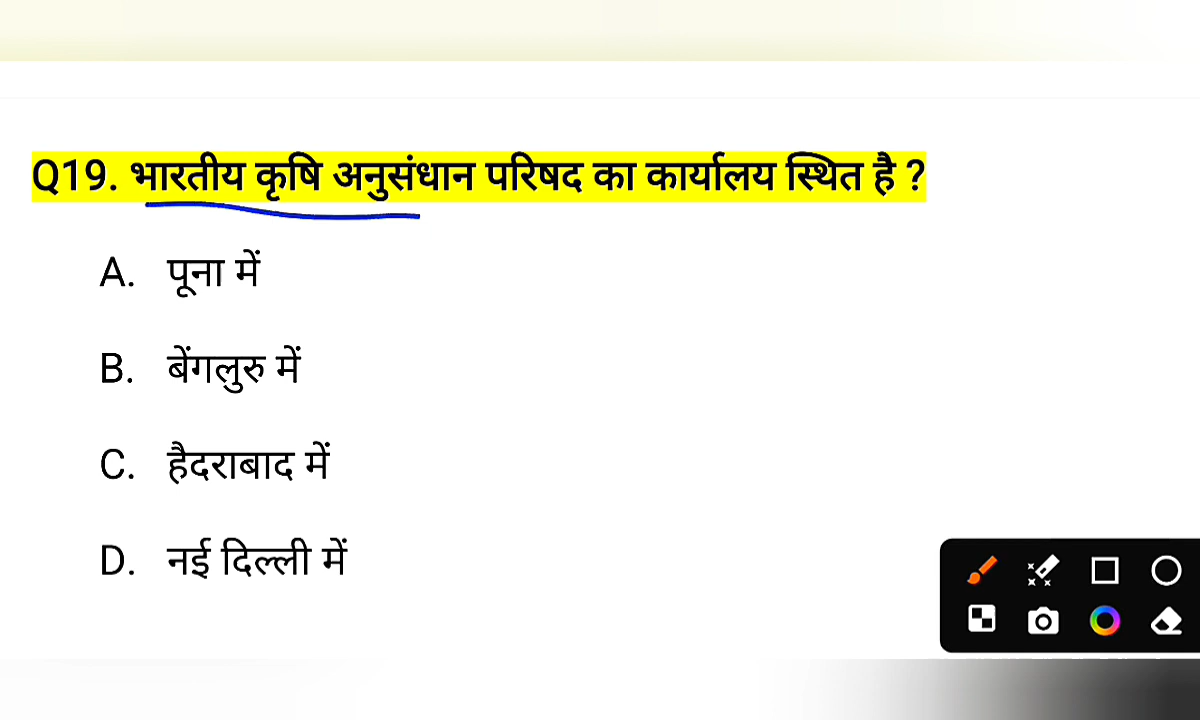 Q19. भारतीय कृषि अनुसंधान परिषद का कार्यालय स्थित है ?
A. पूना में
B. बेंगलुरु में
C. हैदराबाद में
D. नई दिल्ली में